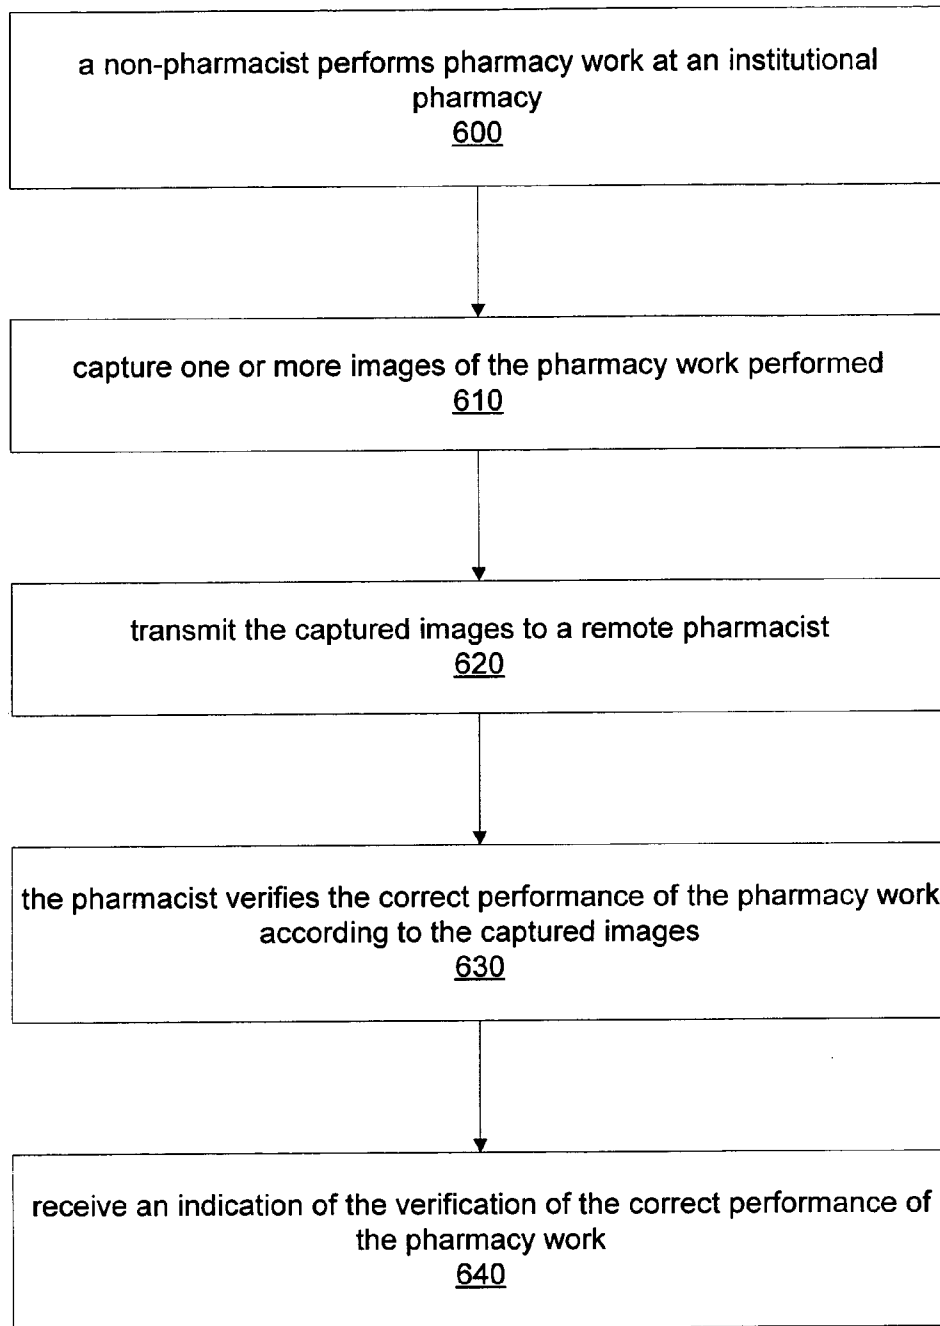 a non-pharmacist performs pharmacy work at an institutional
pharmacy
600
capture one or more images of the pharmacy work performed
610
transmit the captured images to a remote pharmacist
620
the pharmacist verifies the correct performance of the pharmacy work
according to the captured images
630
receive an indication of the verification of the correct performance of
the pharmacy work
640